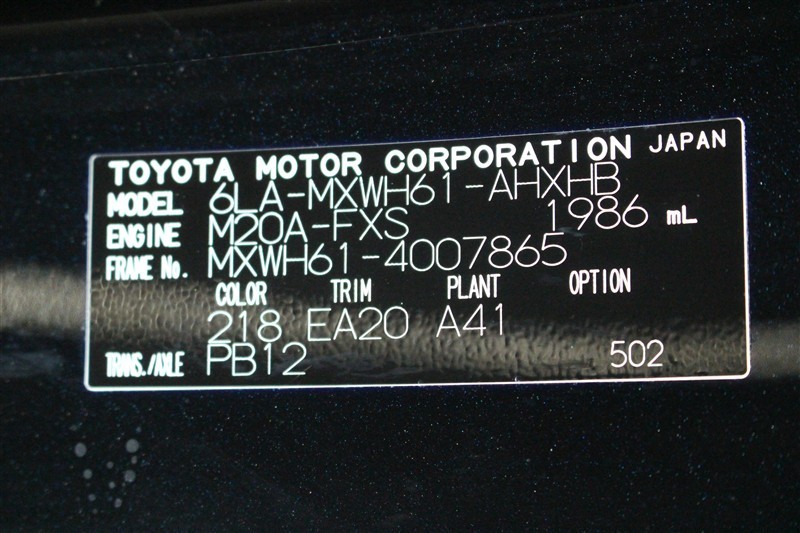 TOYOTA MOTOR CORPORATION JAPAN
MODEL 6LA-MXWH61-AHXHB
ENGINE M20A-FXS 1986 mL
FRAME No. MXWH61-4007865
COLOR TRIM PLANT OPTION
218 EA20 A41
TRANS./AXLE PB12 502